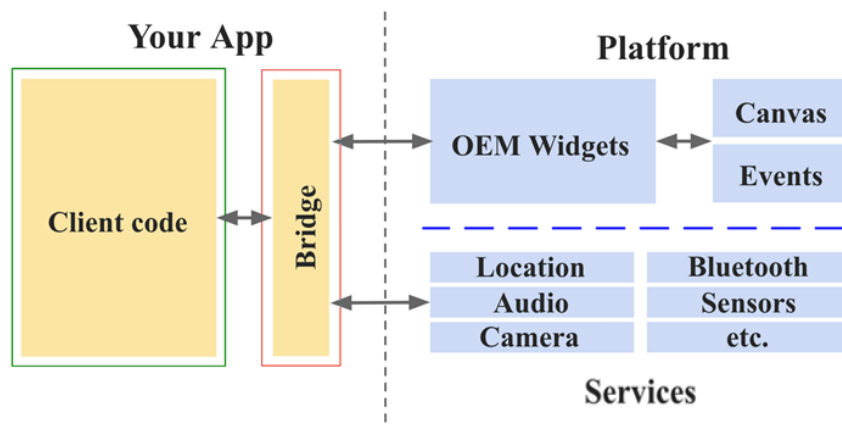 Your App
Platform
Client code
Bridge
OEM Widgets
Canvas
Events
Location
Bluetooth
Audio
Sensors
Camera
etc.
Services